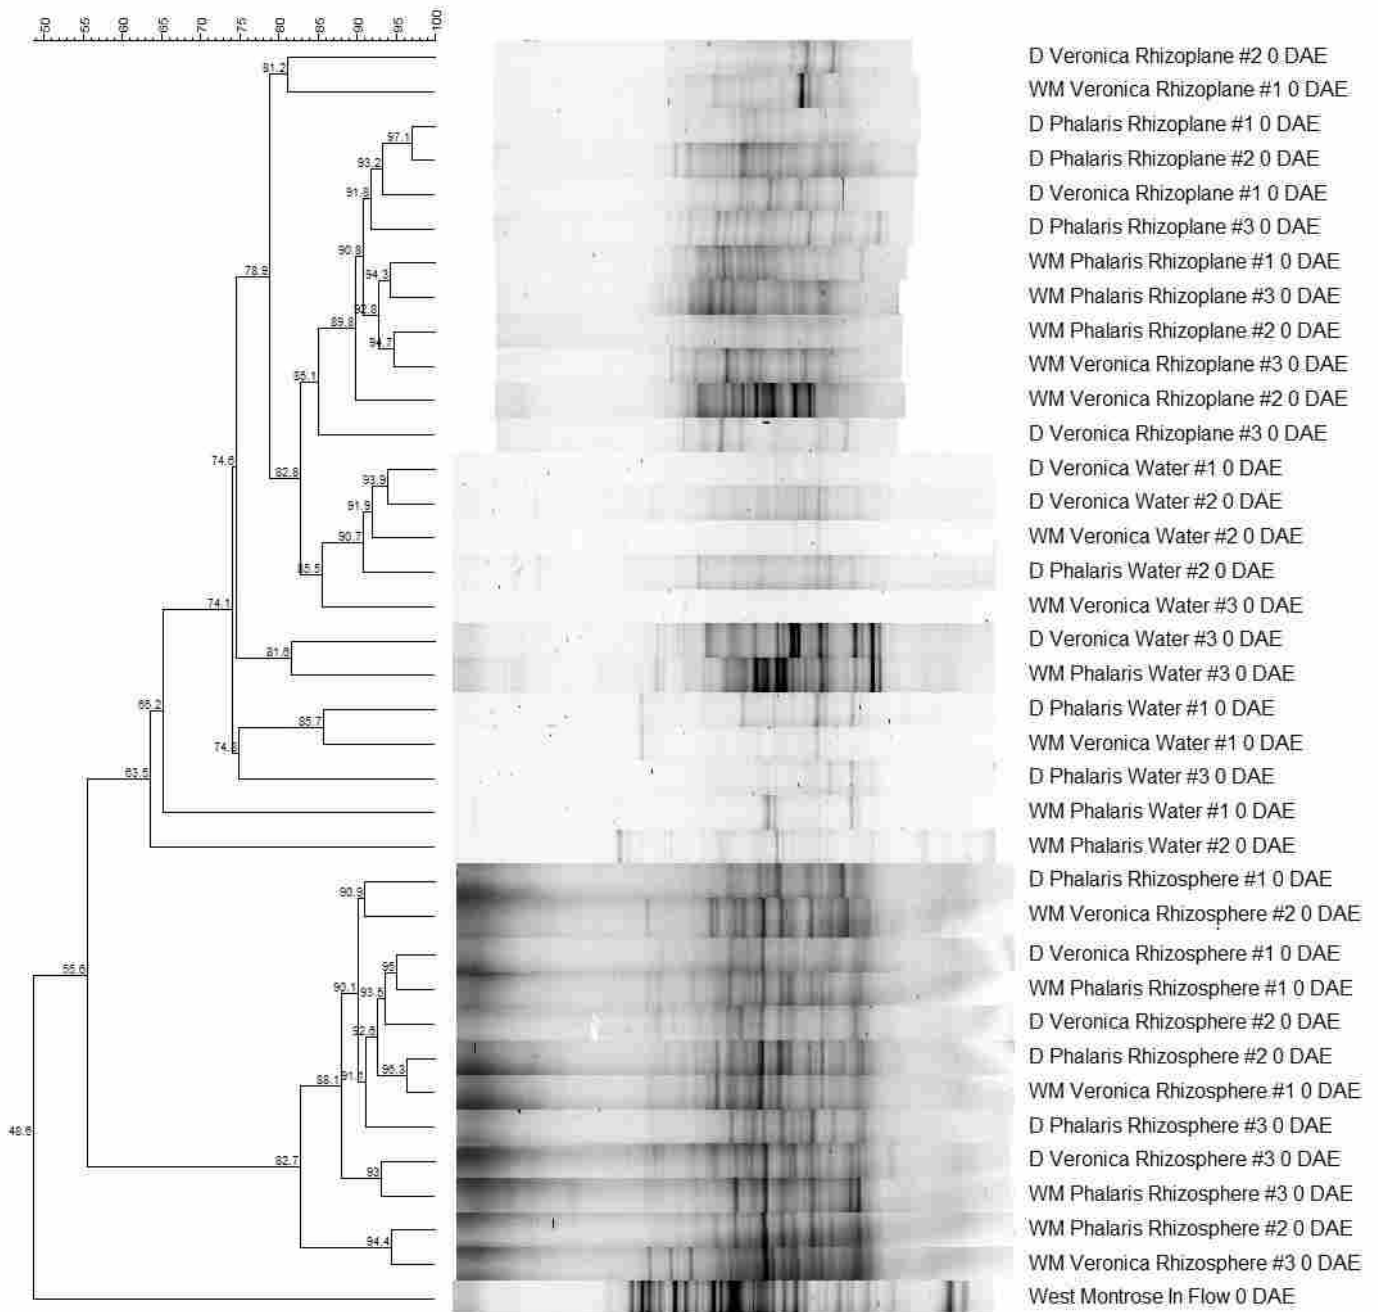 50 55 60 65 70 75 80 85 90 95 100
81.2 D Veronica Rhizoplane #2 0 DAE
WM Veronica Rhizoplane #1 0 DAE
97.1 D Phalaris Rhizoplane #1 0 DAE
93.2 D Phalaris Rhizoplane #2 0 DAE
D Veronica Rhizoplane #1 0 DAE
D Phalaris Rhizoplane #3 0 DAE
90.8 WM Phalaris Rhizoplane #1 0 DAE
78.9 94.3 WM Phalaris Rhizoplane #3 0 DAE
89.8 92.8 WM Phalaris Rhizoplane #2 0 DAE
94.7 WM Veronica Rhizoplane #3 0 DAE
85.1 WM Veronica Rhizoplane #2 0 DAE
D Veronica Rhizoplane #3 0 DAE
74.6 82.8 D Veronica Water #1 0 DAE
93.9 D Veronica Water #2 0 DAE
91.9 90.7 WM Veronica Water #2 0 DAE
85.5 D Phalaris Water #2 0 DAE
74.1 WM Veronica Water #3 0 DAE
D Veronica Water #3 0 DAE
81.6 WM Phalaris Water #3 0 DAE
65.2 85.7 D Phalaris Water #1 0 DAE
WM Veronica Water #1 0 DAE
63.5 D Phalaris Water #3 0 DAE
WM Phalaris Water #1 0 DAE
WM Phalaris Water #2 0 DAE
90.9 D Phalaris Rhizosphere #1 0 DAE
WM Veronica Rhizosphere #2 0 DAE
55.6 95 D Veronica Rhizosphere #1 0 DAE
90.1 93.5 WM Phalaris Rhizosphere #1 0 DAE
92.6 D Veronica Rhizosphere #2 0 DAE
D Phalaris Rhizosphere #2 0 DAE
88.1 96.3 WM Veronica Rhizosphere #1 0 DAE
48.6 D Phalaris Rhizosphere #3 0 DAE
82.7 93 D Veronica Rhizosphere #3 0 DAE
WM Phalaris Rhizosphere #3 0 DAE
94.4 WM Phalaris Rhizosphere #2 0 DAE
WM Veronica Rhizosphere #3 0 DAE
West Montrose In Flow 0 DAE